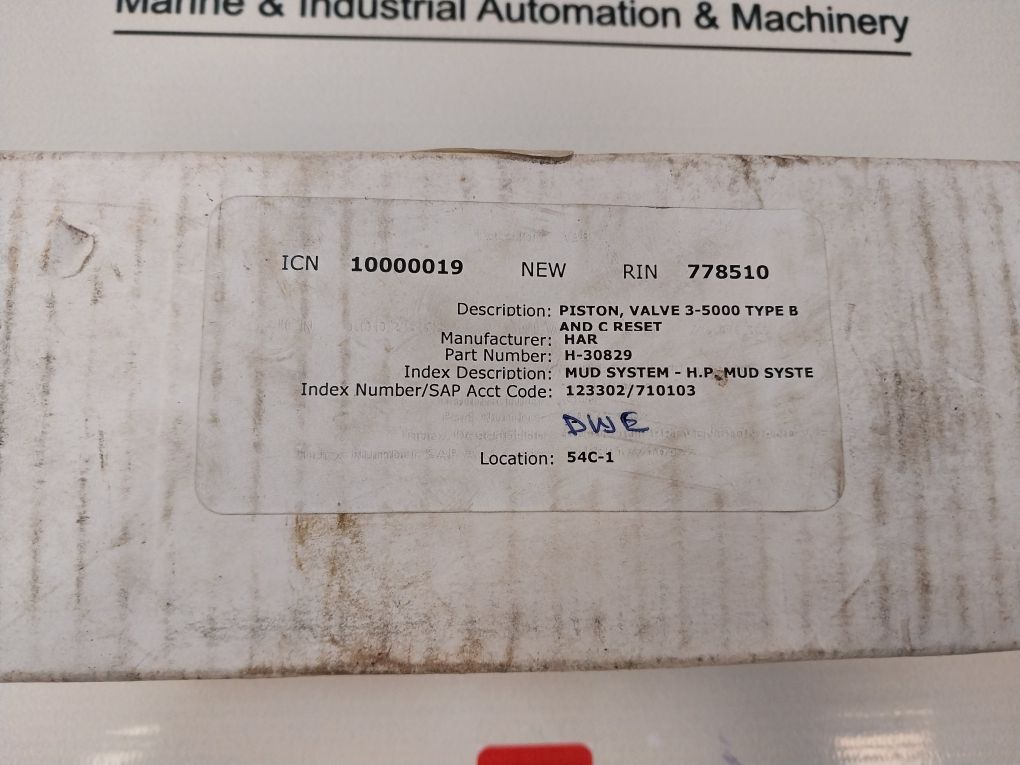 Marine & Industrial Automation & Machinery
ICN 10000019 NEW RIN 778510
Description: PISTON, VALVE 3-5000 TYPE B
AND C RESET
Manufacturer: HAR
Part Number: H-30829
Index Description: MUD SYSTEM - H.P. MUD SYSTE
Index Number/SAP Acct Code: 123302/710103
DWE
Location: 54C-1